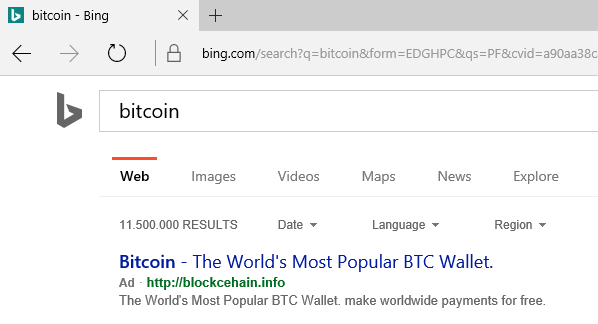 bitcoin - Bing
bing.com/search?q=bitcoin&form=EDGHPC&qs=PF&cvid=a90aa38c
bitcoin
Web Images Videos Maps News Explore
11.500.000 RESULTS Date Language Region
Bitcoin - The World's Most Popular BTC Wallet.
Ad · http://blockcehain.info
The World's Most Popular BTC Wallet. make worldwide payments for free.